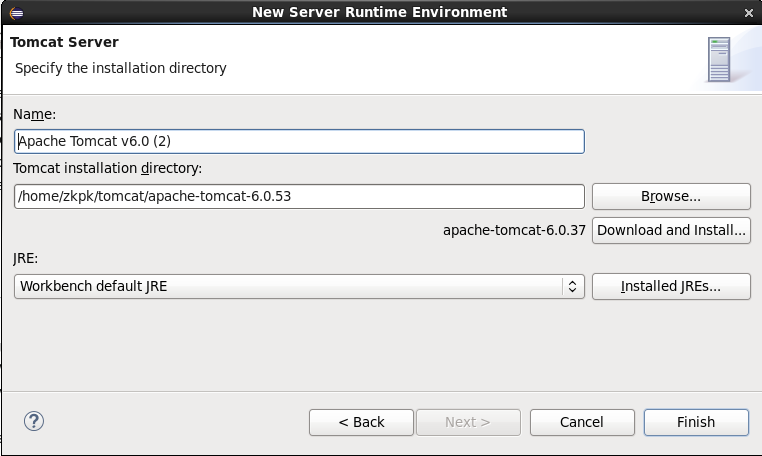 New Server Runtime Environment
Tomcat Server
Specify the installation directory
Name:
Apache Tomcat v6.0 (2)
Tomcat installation directory:
/home/zkpk/tomcat/apache-tomcat-6.0.53
Browse...
apache-tomcat-6.0.37
Download and Install...
JRE:
Workbench default JRE
Installed JREs...
< Back
Next >
Cancel
Finish